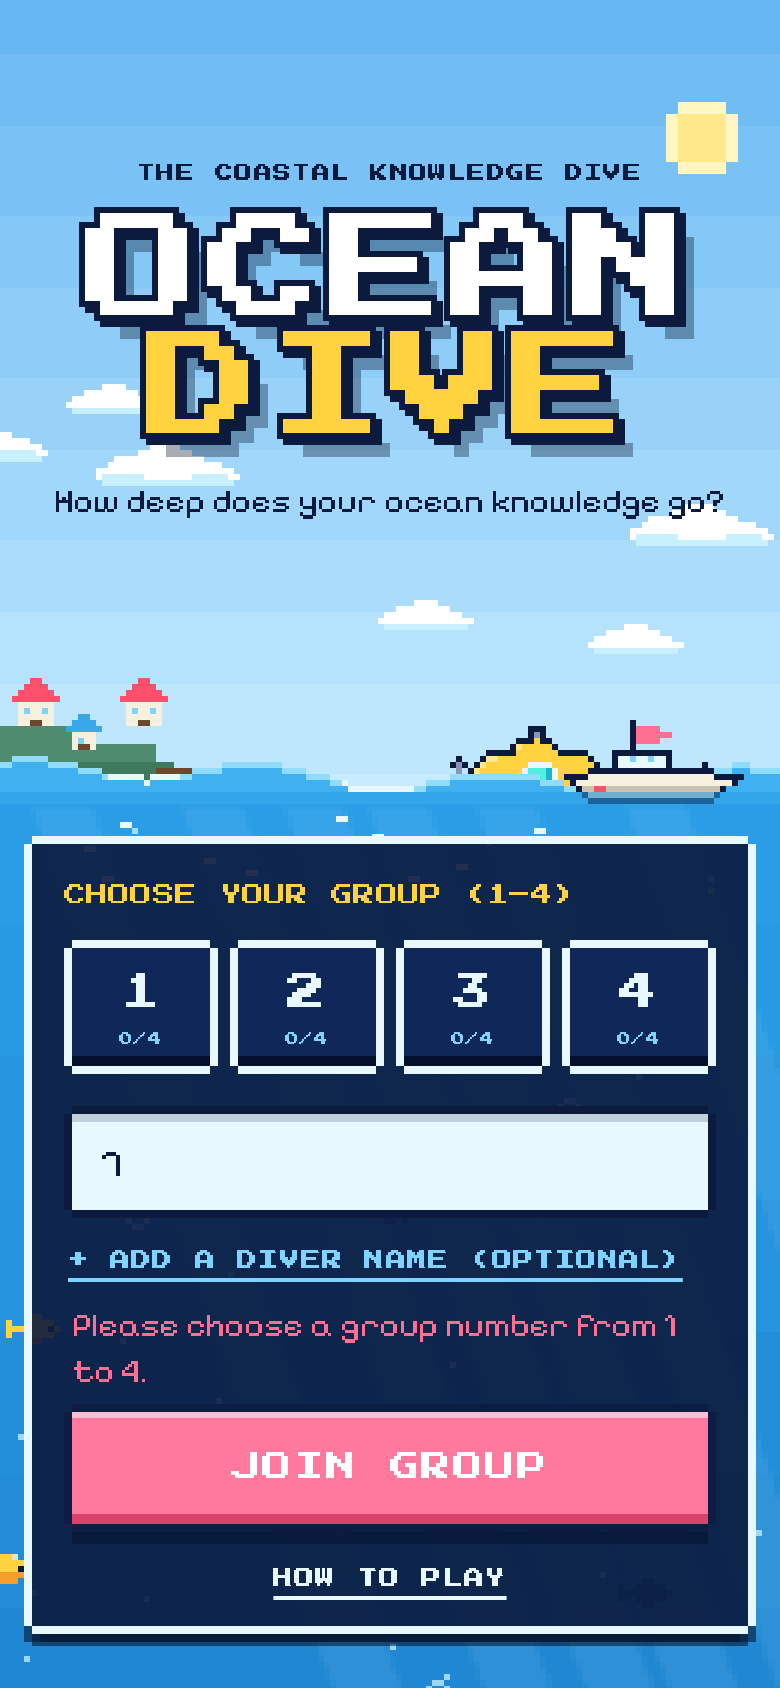 THE COASTAL KNOWLEDGE DIVE
OCEAN
DIVE
How deep does your ocean knowledge go?
CHOOSE YOUR GROUP (1–4)
1 2 3 4
0/4 0/4 0/4 0/4
7
+ ADD A DIVER NAME (OPTIONAL)
Please choose a group number from 1
to 4.
JOIN GROUP
HOW TO PLAY